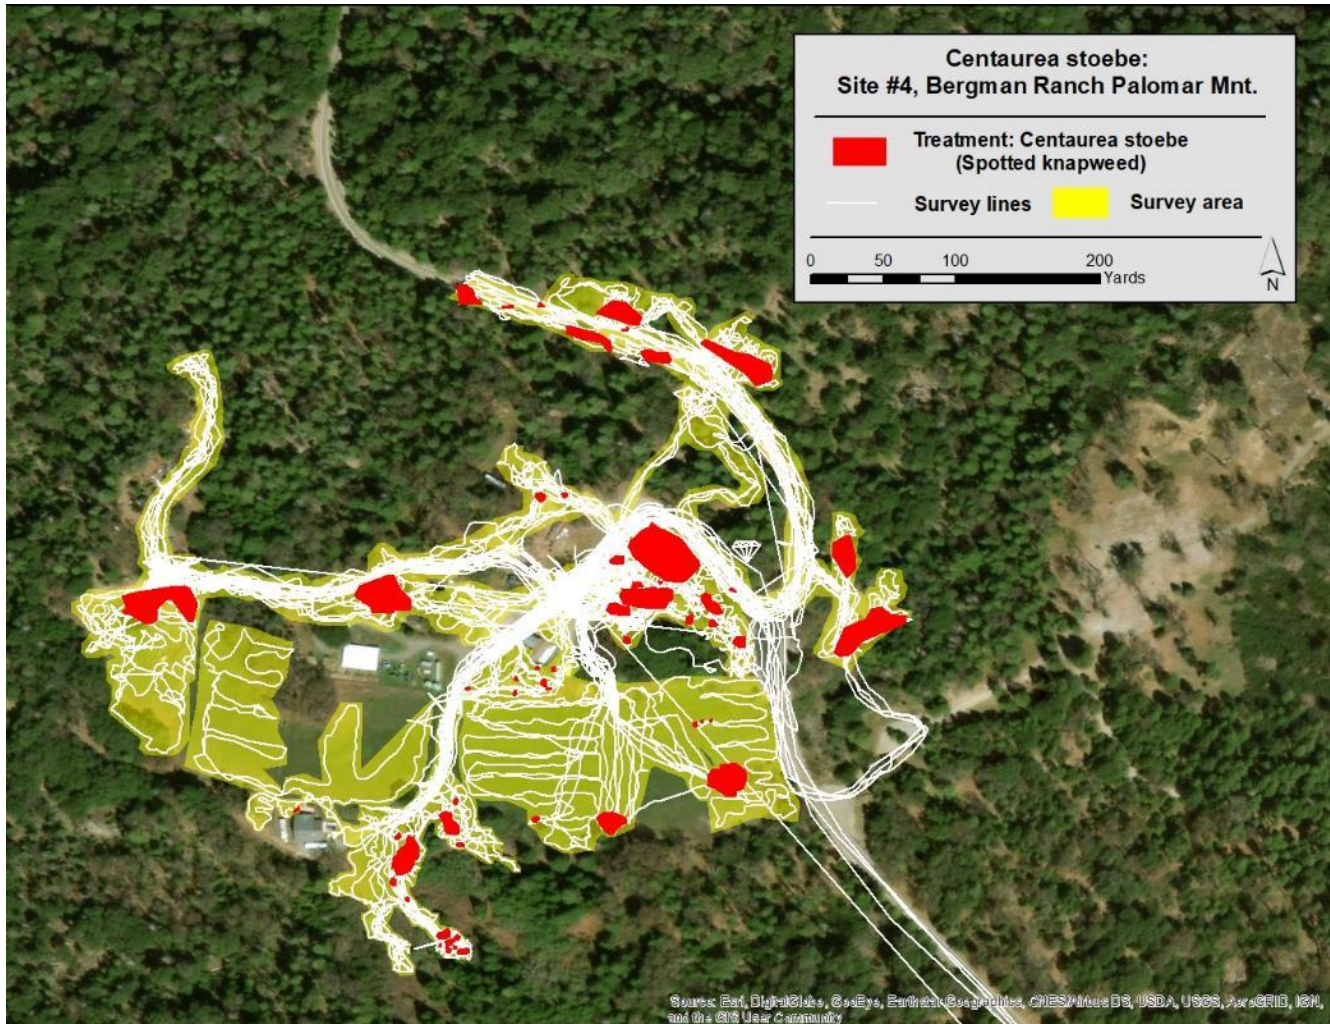 Centaurea stoebe:
Site #4, Bergman Ranch Palomar Mnt.
Treatment: Centaurea stoebe
(Spotted knapweed)
Survey lines Survey area
0 50 100 200
Yards
N
Source: Esri, DigitalGlobe, GeoEye, Earthstar Geographics, CNES/Airbus DS, USDA, USGS, AeroGRID, IGN,
and the GIS User Community